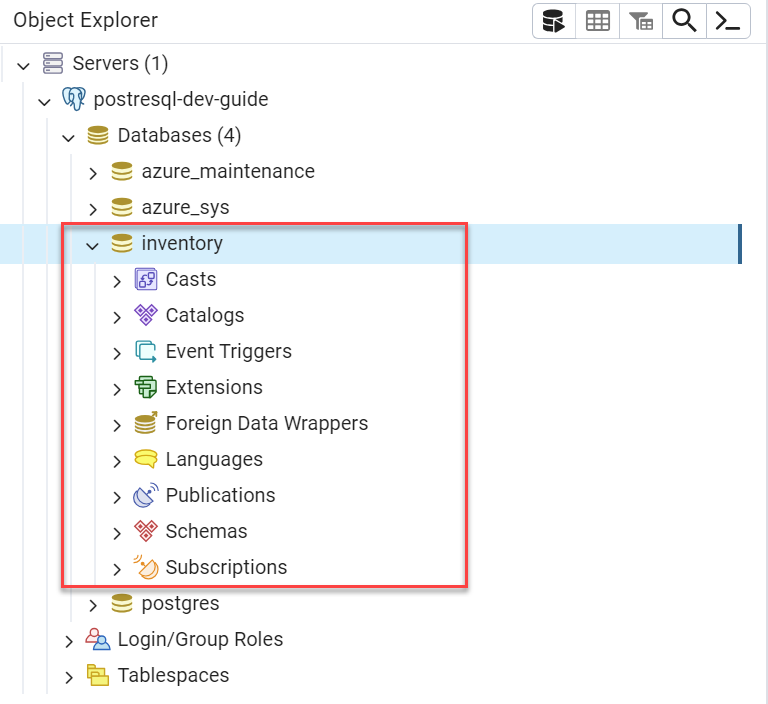 Object Explorer
Servers (1)
postresql-dev-guide
Databases (4)
azure_maintenance
azure_sys
inventory
Casts
Catalogs
Event Triggers
Extensions
Foreign Data Wrappers
Languages
Publications
Schemas
Subscriptions
postgres
Login/Group Roles
Tablespaces